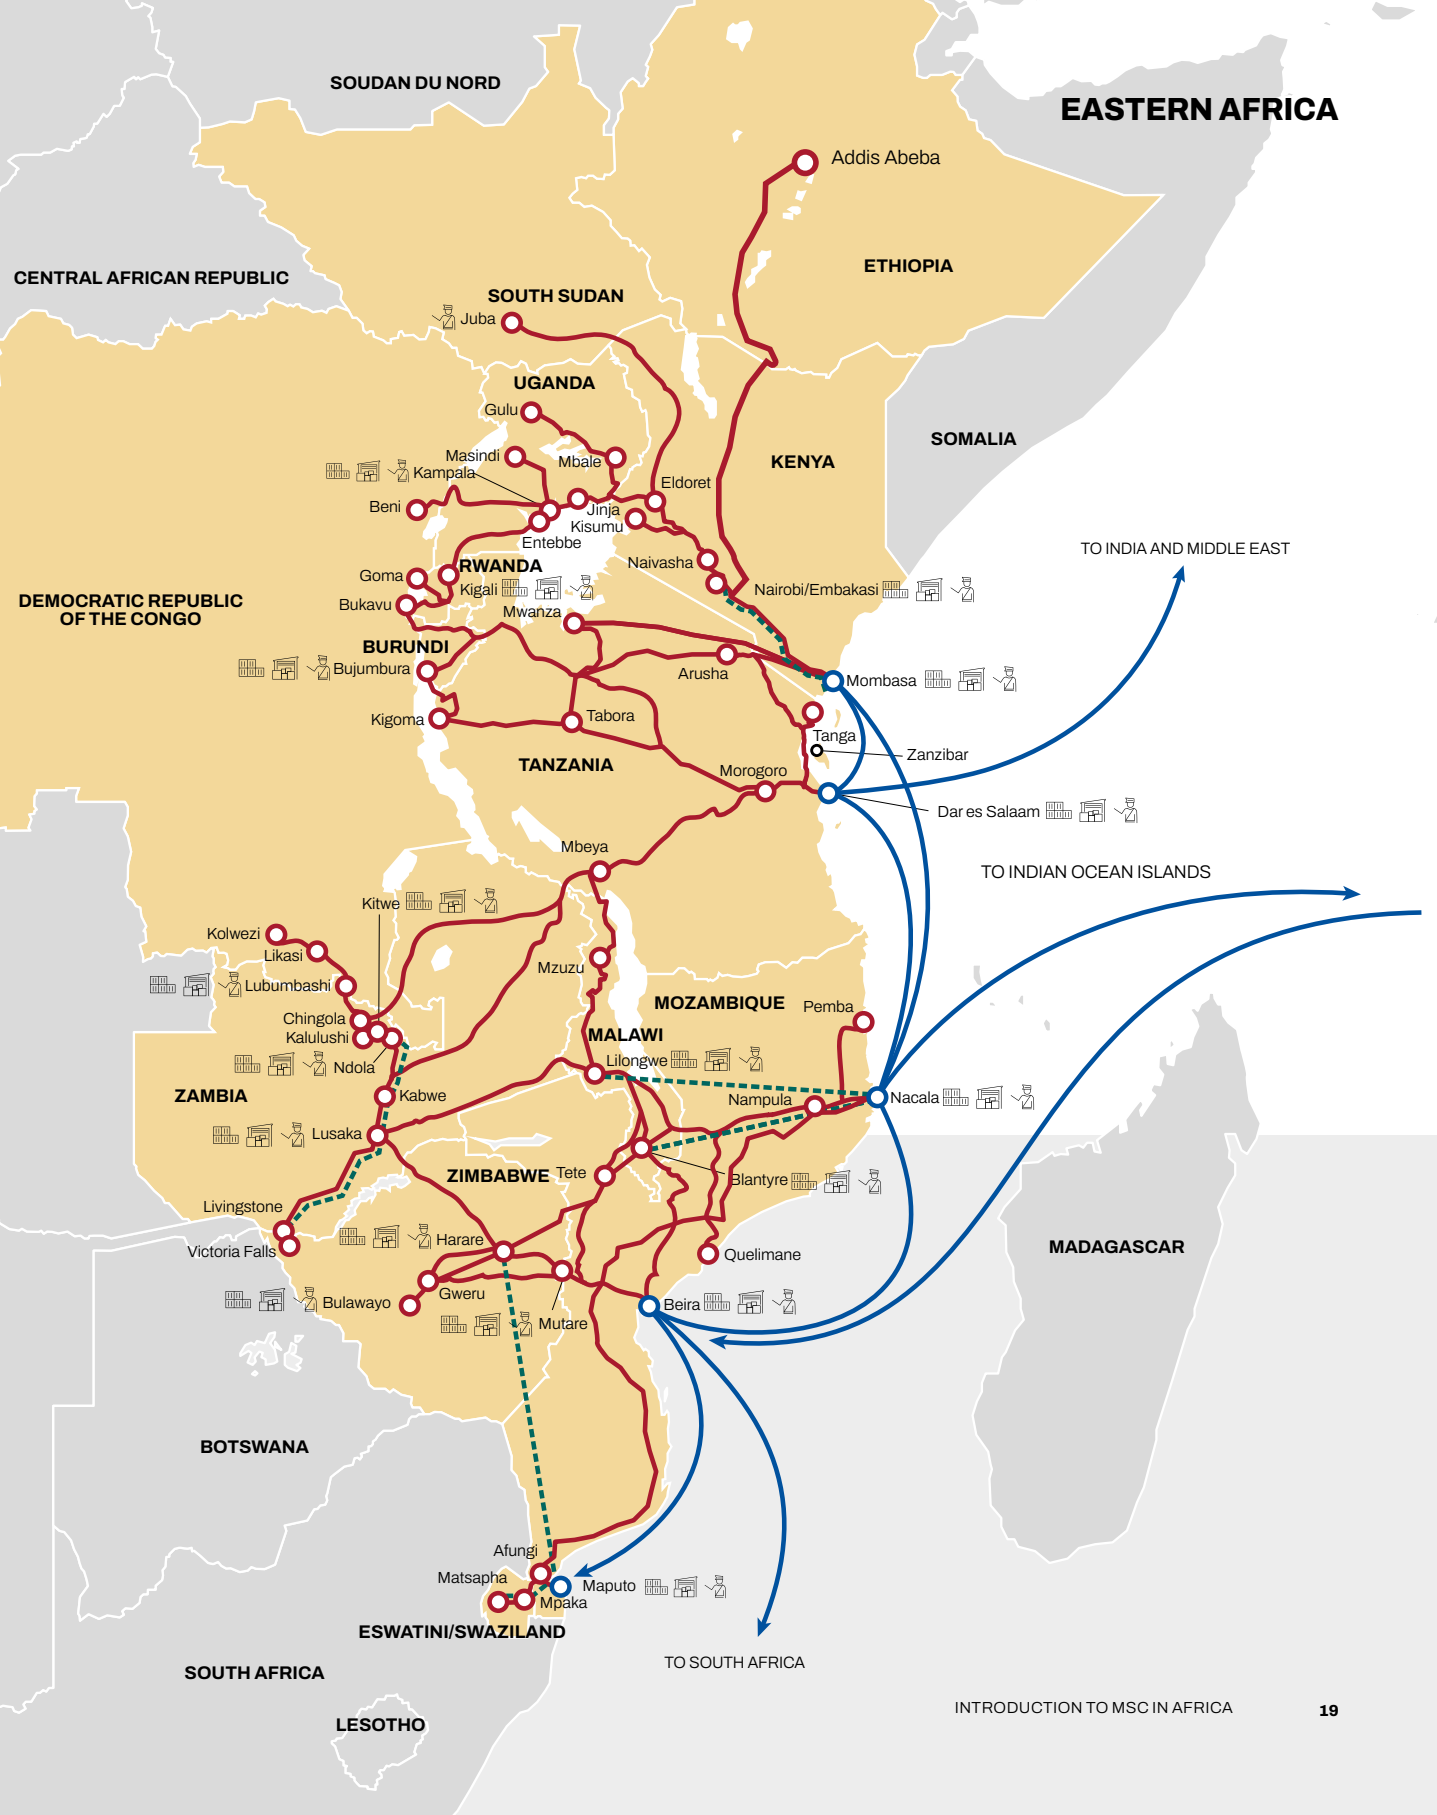 SOUDAN DU NORD
EASTERN AFRICA
Addis Abeba
ETHIOPIA
CENTRAL AFRICAN REPUBLIC
SOUTH SUDAN
Juba
UGANDA
Gulu
SOMALIA
Masindi
Mbale
KENYA
Kampala
Eldoret
Beni
Jinja
Kisumu
Entebbe
TO INDIA AND MIDDLE EAST
Naivasha
RWANDA
Goma
Kigali
Nairobi/Embakasi
DEMOCRATIC REPUBLIC
OF THE CONGO
Bukavu
Mwanza
BURUNDI
Bujumbura
Arusha
Mombasa
Kigoma
Tabora
Tanga
Zanzibar
TANZANIA
Morogoro
Dar es Salaam
Mbeya
TO INDIAN OCEAN ISLANDS
Kitwe
Kolwezi
Likasi
Mzuzu
Lubumbashi
MOZAMBIQUE
Pemba
Chingola
Kalulushi
MALAWI
Lilongwe
Ndola
ZAMBIA
Kabwe
Nampula
Nacala
Lusaka
ZIMBABWE
Tete
Blantyre
Livingstone
Harare
Victoria Falls
Quelimane
MADAGASCAR
Gweru
Bulawayo
Beira
Mutare
BOTSWANA
Afungi
Matsapha
Maputo
Mpaka
ESWATINI/SWAZILAND
TO SOUTH AFRICA
SOUTH AFRICA
LESOTHO
INTRODUCTION TO MSC IN AFRICA
19